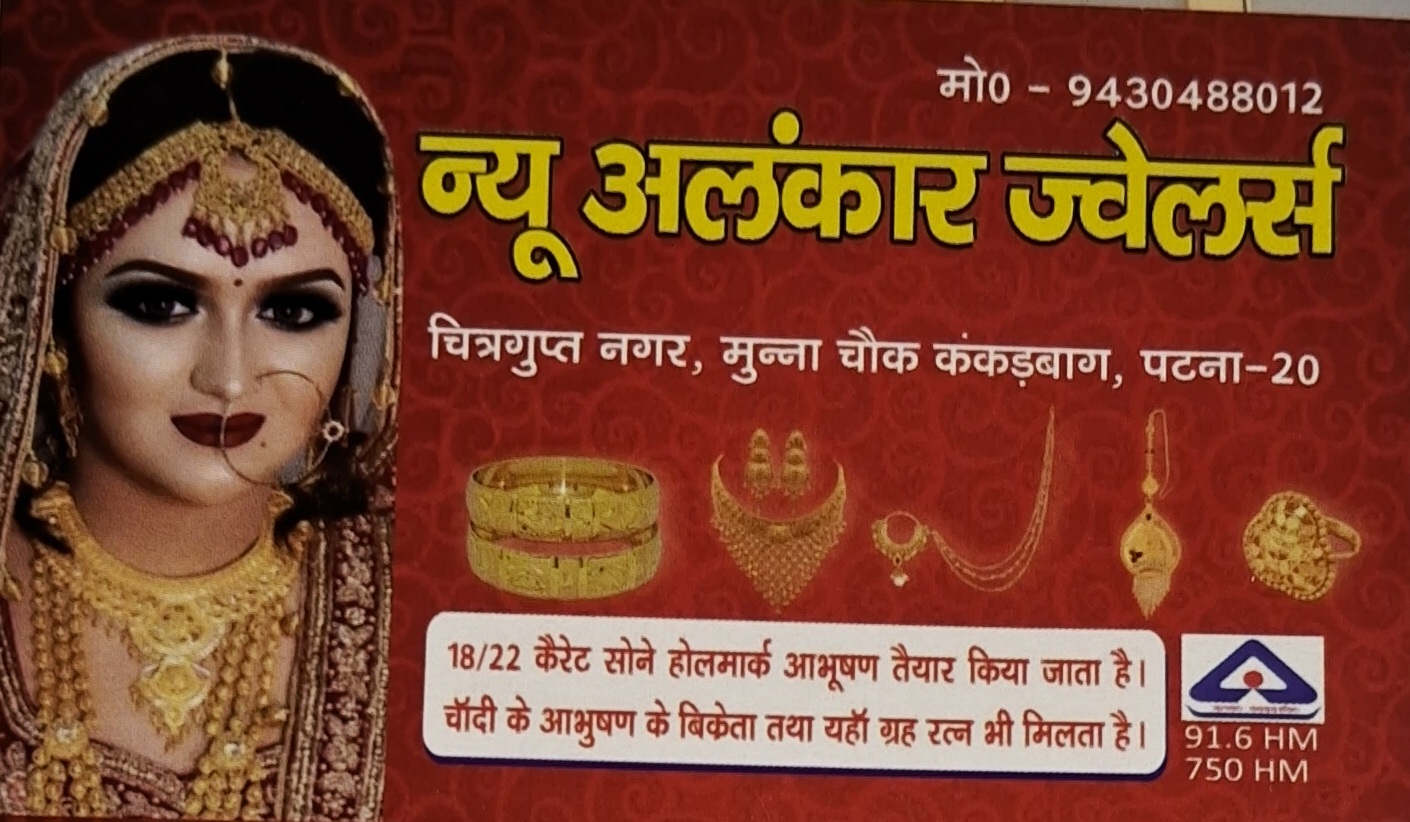 मो0 - 9430488012
न्यू अलंकार ज्वेलर्स
चित्रगुप्त नगर, मुन्ना चौक कंकड़बाग, पटना-20
18/22 कैरेट सोने होलमार्क आभूषण तैयार किया जाता है।
चॉदी के आभुषण के बिक्रेता तथा यहॉ ग्रह रत्न भी मिलता है।
91.6 HM
750 HM